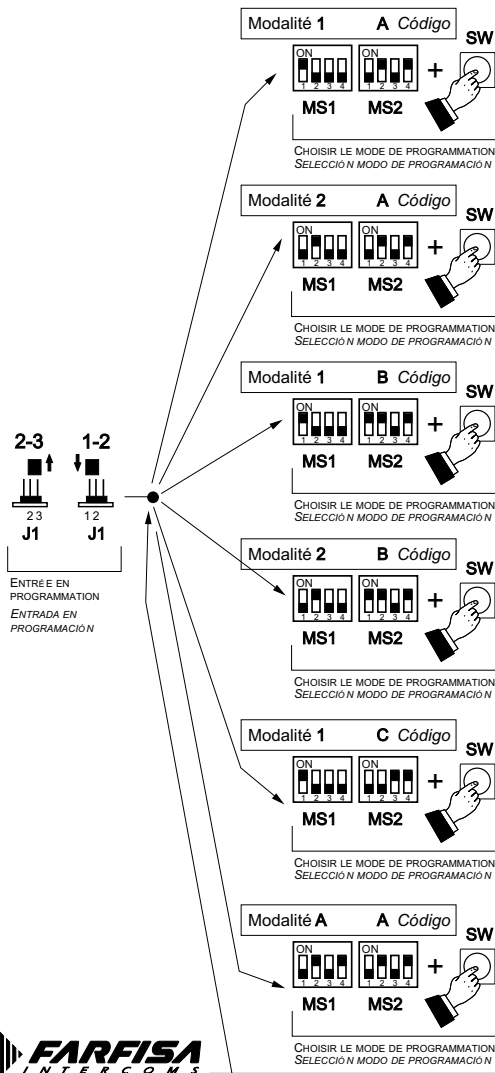 Modalité 1 A Código
SW
ON
1 2 3 4
ON
1 2 3 4
+
MS1 MS2
CHOISIR LE MODE DE PROGRAMMATION
SELECCIÓN MODO DE PROGRAMACIÓN
Modalité 2 A Código
SW
ON
1 2 3 4
ON
1 2 3 4
+
MS1 MS2
CHOISIR LE MODE DE PROGRAMMATION
SELECCIÓN MODO DE PROGRAMACIÓN
Modalité 1 B Código
SW
ON
1 2 3 4
ON
1 2 3 4
+
MS1 MS2
CHOISIR LE MODE DE PROGRAMMATION
SELECCIÓN MODO DE PROGRAMACIÓN
2-3 1-2
2 3 1 2
J1 J1
ENTRÉE EN
PROGRAMMATION
ENTRADA EN
PROGRAMACIÓN
Modalité 2 B Código
SW
ON
1 2 3 4
ON
1 2 3 4
+
MS1 MS2
CHOISIR LE MODE DE PROGRAMMATION
SELECCIÓN MODO DE PROGRAMACIÓN
Modalité 1 C Código
SW
ON
1 2 3 4
ON
1 2 3 4
+
MS1 MS2
CHOISIR LE MODE DE PROGRAMMATION
SELECCIÓN MODO DE PROGRAMACIÓN
Modalité A A Código
SW
ON
1 2 3 4
ON
1 2 3 4
+
MS1 MS2
CHOISIR LE MODE DE PROGRAMMATION
SELECCIÓN MODO DE PROGRAMACIÓN
FARFISA
INTERCOMS